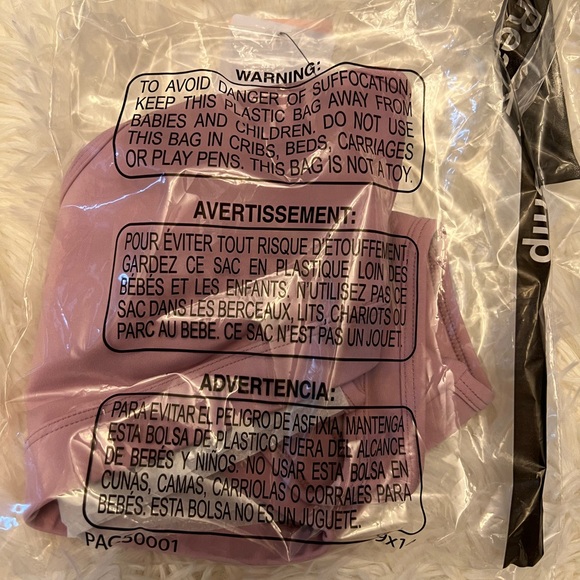 WARNING:
TO AVOID DANGER OF SUFFOCATION,
KEEP THIS PLASTIC BAG AWAY FROM
BABIES AND CHILDREN. DO NOT USE
THIS BAG IN CRIBS, BEDS, CARRIAGES
OR PLAY PENS. THIS BAG IS NOT A TOY.
AVERTISSEMENT:
POUR ÉVITER TOUT RISQUE D'ÉTOUFFEMENT,
GARDEZ CE SAC EN PLASTIQUE LOIN DES
BÉBÉS ET LES ENFANTS. N'UTILISEZ PAS CE
SAC DANS LES BERCEAUX, LITS, CHARIOTS OU
PARC AU BEBE. CE SAC N'EST PAS UN JOUET.
ADVERTENCIA:
PARA EVITAR EL PELIGRO DE ASFIXIA, MANTENGA
ESTA BOLSA DE PLASTICO FUERA DEL ALCANCE
DE BEBÉS Y NIÑOS. NO USAR ESTA BOLSA EN
CUNAS, CAMAS, CARRIOLAS O CORRALES PARA
BEBÉS. ESTA BOLSA NO ES UN JUGUETE.